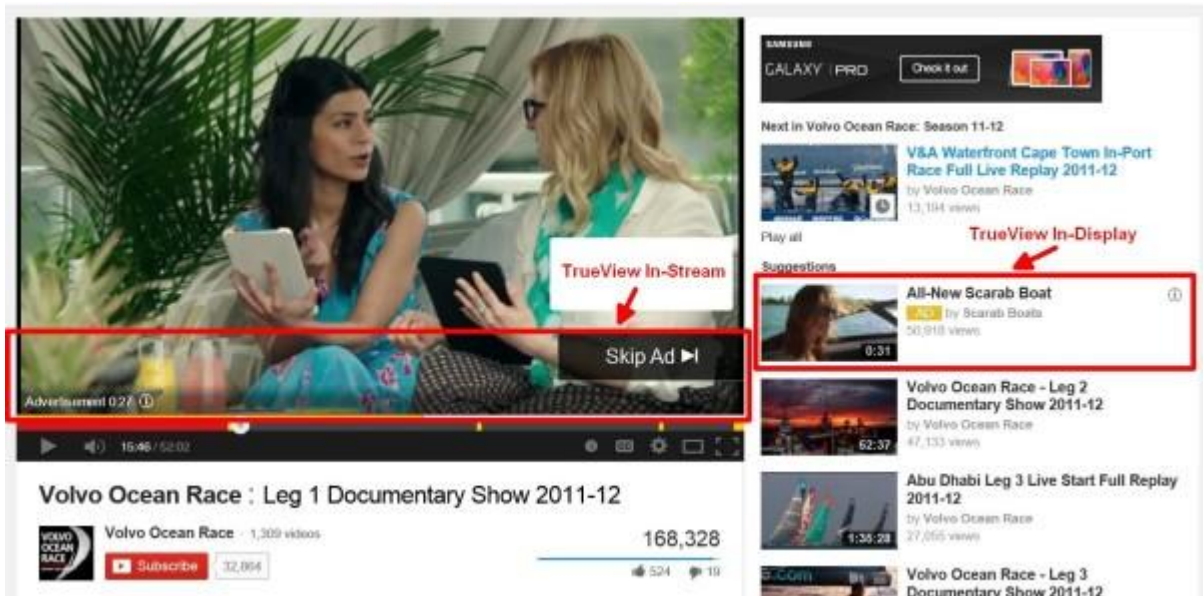 TrueView In-Stream
Skip Ad
Advertisement 0:27
15:46 / 52:02
Volvo Ocean Race : Leg 1 Documentary Show 2011-12
VOLVO
OCEAN
RACE
Volvo Ocean Race · 1,309 videos
Subscribe
168,328
524
19
SAMSUNG
GALAXY PRO
Check it out
Next in Volvo Ocean Race: Season 11-12
V&A Waterfront Cape Town In-Port
Race Full Live Replay 2011-12
by Volvo Ocean Race
13,194 views
Play all
TrueView In-Display
Suggestions
All-New Scarab Boat
AD by Scarab Boats
50,918 views
0:31
Volvo Ocean Race - Leg 2
Documentary Show 2011-12
by Volvo Ocean Race
47,133 views
52:37
Abu Dhabi Leg 3 Live Start Full Replay
2011-12
by Volvo Ocean Race
27,055 views
1:35:28
Volvo Ocean Race - Leg 3
Documentary Show 2011-12